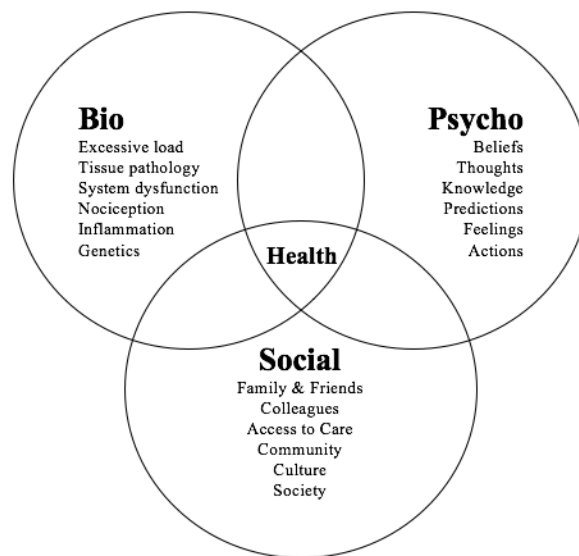 Bio
Excessive load
Tissue pathology
System dysfunction
Nociception
Inflammation
Genetics
Psycho
Beliefs
Thoughts
Knowledge
Predictions
Feelings
Actions
Health
Social
Family & Friends
Colleagues
Access to Care
Community
Culture
Society